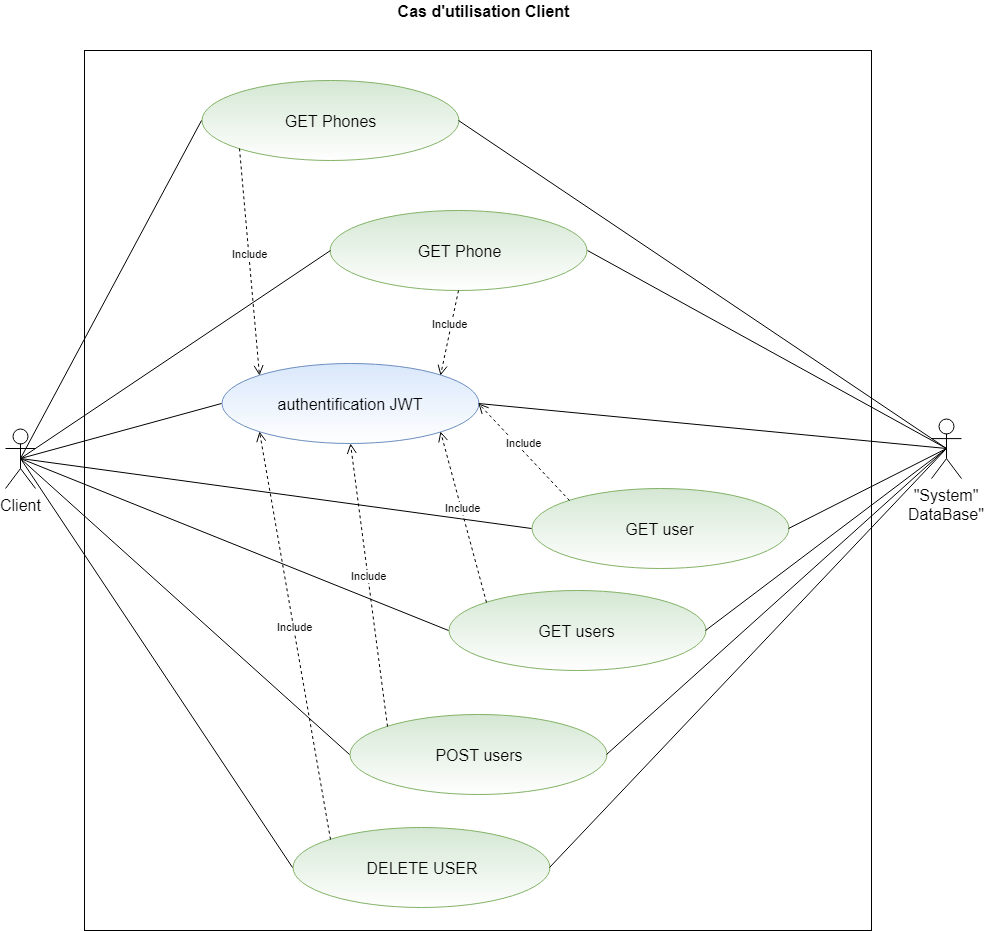 Cas d'utilisation Client
GET Phones
Include
GET Phone
Include
authentification JWT
Include
Client
"System"
DataBase"
Include
GET user
Include
Include
GET users
POST users
DELETE USER